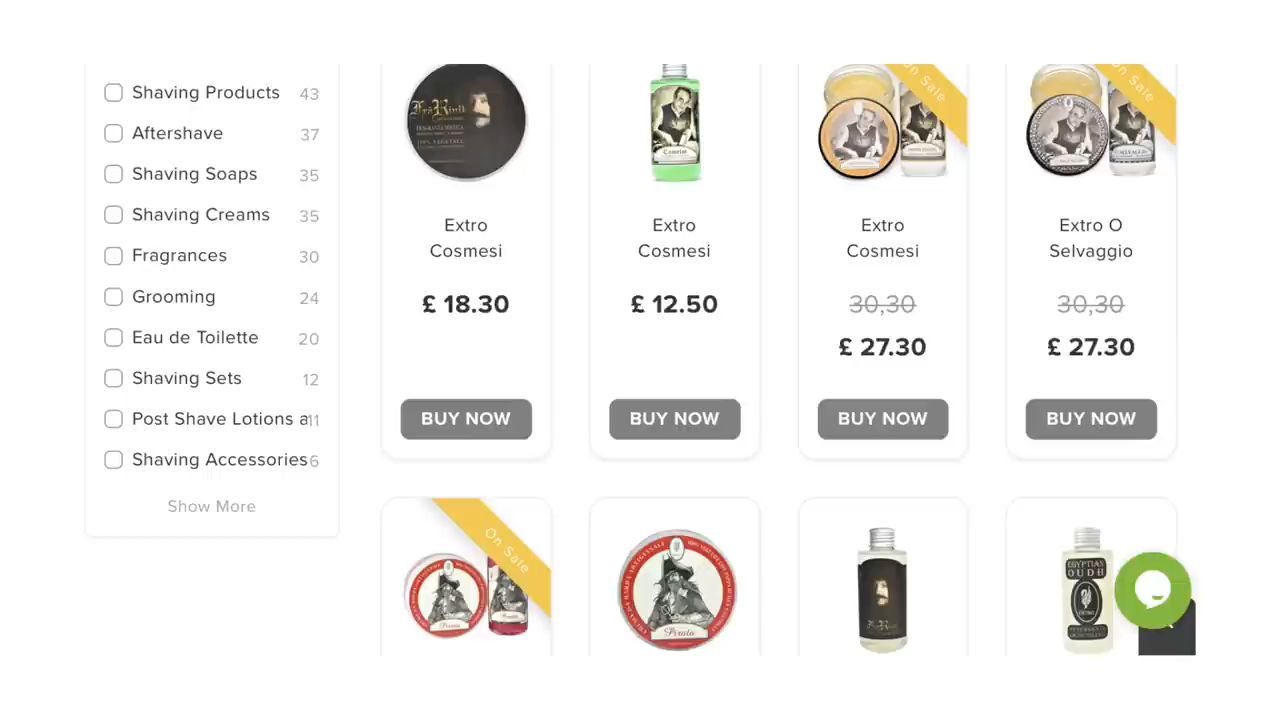 Shaving Products 43
Aftershave 37
Shaving Soaps 35
Shaving Creams 35
Fragrances 30
Grooming 24
Eau de Toilette 20
Shaving Sets 12
Post Shave Lotions a 11
Shaving Accessories 6
Show More
On Sale
On Sale
Extro
Cosmesi
£ 18.30
BUY NOW
Extro
Cosmesi
£ 12.50
BUY NOW
Extro
Cosmesi
30,30
£ 27.30
BUY NOW
Extro O
Selvaggio
30,30
£ 27.30
BUY NOW
On Sale
EGYPTIAN
OUDH